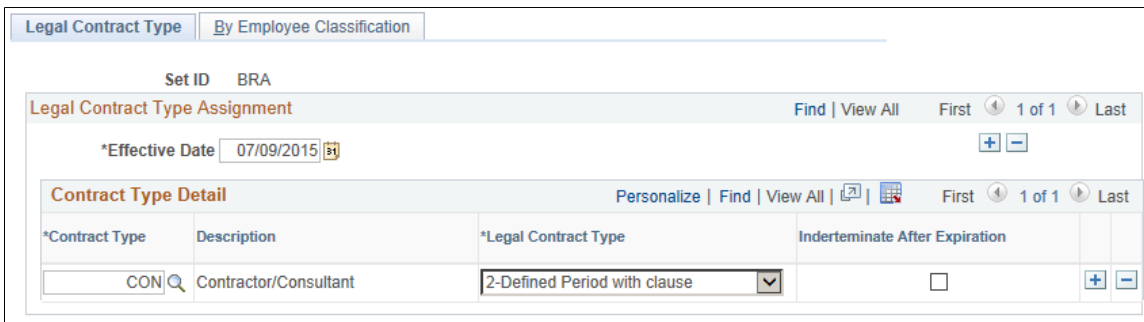 Legal Contract Type By Employee Classification
Set ID BRA
Legal Contract Type Assignment Find | View All First 1 of 1 Last
*Effective Date 07/09/2015 31
Contract Type Detail Personalize | Find | View All | | First 1 of 1 Last
*Contract Type Description *Legal Contract Type Inderteminate After Expiration
CON Contractor/Consultant 2-Defined Period with clause